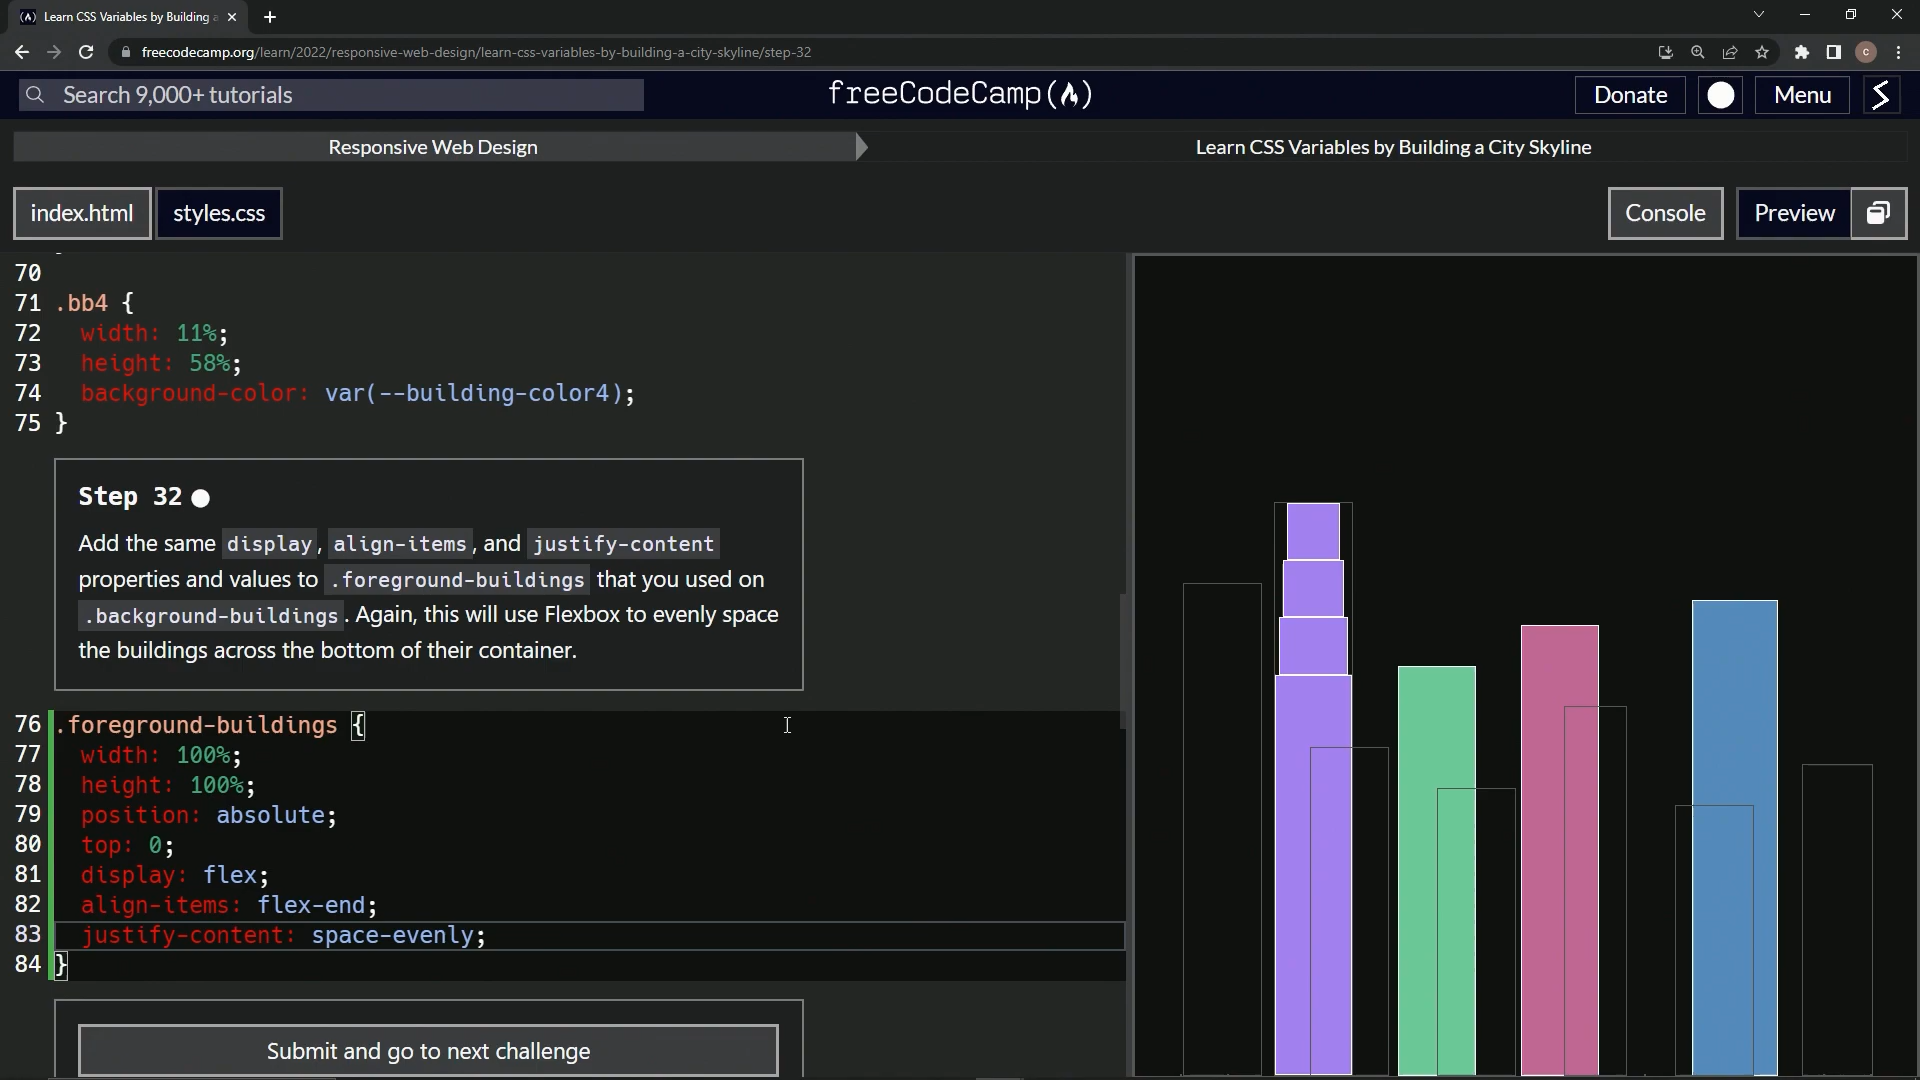 Learn CSS Variables by Building a
freecodecamp.org/learn/2022/responsive-web-design/learn-css-variables-by-building-a-city-skyline/step-32
C
Search 9,000+ tutorials
freeCodeCamp
Donate
Menu
Responsive Web Design
Learn CSS Variables by Building a City Skyline
index.html
styles.css
Console
Preview
70
71 .bb4 {
72 width: 11%;
73 height: 58%;
74 background-color: var(--building-color4);
75 }
Step 32
Add the same display, align-items, and justify-content
properties and values to .foreground-buildings that you used on
.background-buildings. Again, this will use Flexbox to evenly space
the buildings across the bottom of their container.
76 .foreground-buildings {
77 width: 100%;
78 height: 100%;
79 position: absolute;
80 top: 0;
81 display: flex;
82 align-items: flex-end;
83 justify-content: space-evenly;
84 }
Submit and go to next challenge